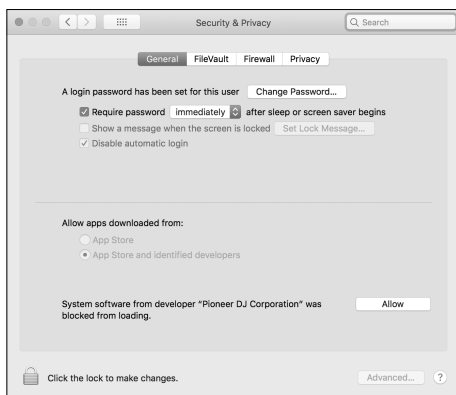 Security & Privacy
Search
General FileVault Firewall Privacy
A login password has been set for this user Change Password...
Require password immediately after sleep or screen saver begins
Show a message when the screen is locked Set Lock Message...
Disable automatic login
Allow apps downloaded from:
App Store
App Store and identified developers
System software from developer “Pioneer DJ Corporation” was Allow
blocked from loading.
Click the lock to make changes. Advanced... ?